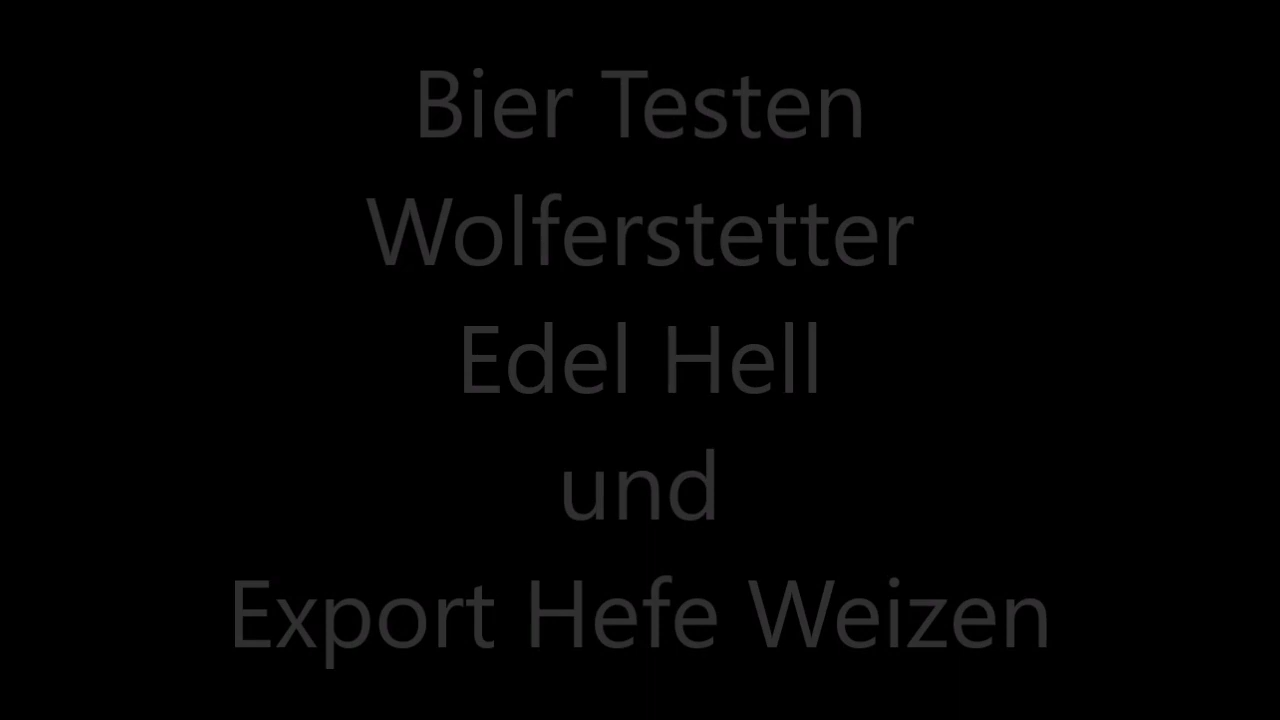 Bier Testen
Wolferstetter
Edel Hell
und
Export Hefe Weizen